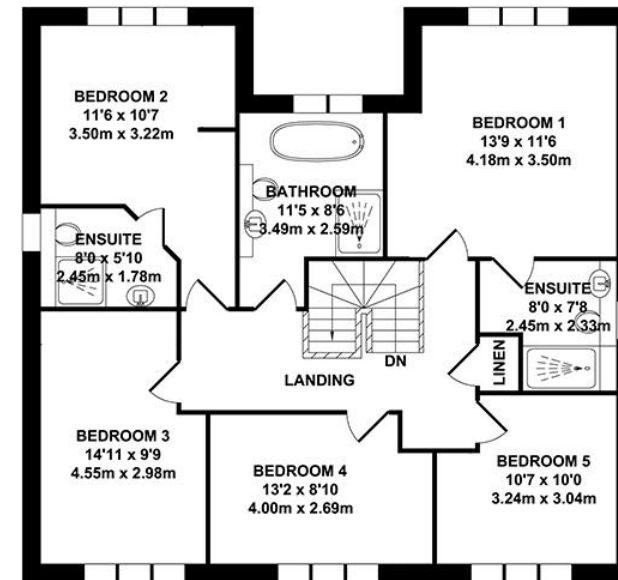 BEDROOM 2
11'6 x 10'7
3.50m x 3.22m
BEDROOM 1
13'9 x 11'6
4.18m x 3.50m
BATHROOM
11'5 x 8'6
3.49m x 2.59m
ENSUITE
8'0 x 5'10
2.45m x 1.78m
ENSUITE
8'0 x 7'8
2.45m x 2.33m
LINEN
DN
LANDING
BEDROOM 3
14'11 x 9'9
4.55m x 2.98m
BEDROOM 4
13'2 x 8'10
4.00m x 2.69m
BEDROOM 5
10'7 x 10'0
3.24m x 3.04m